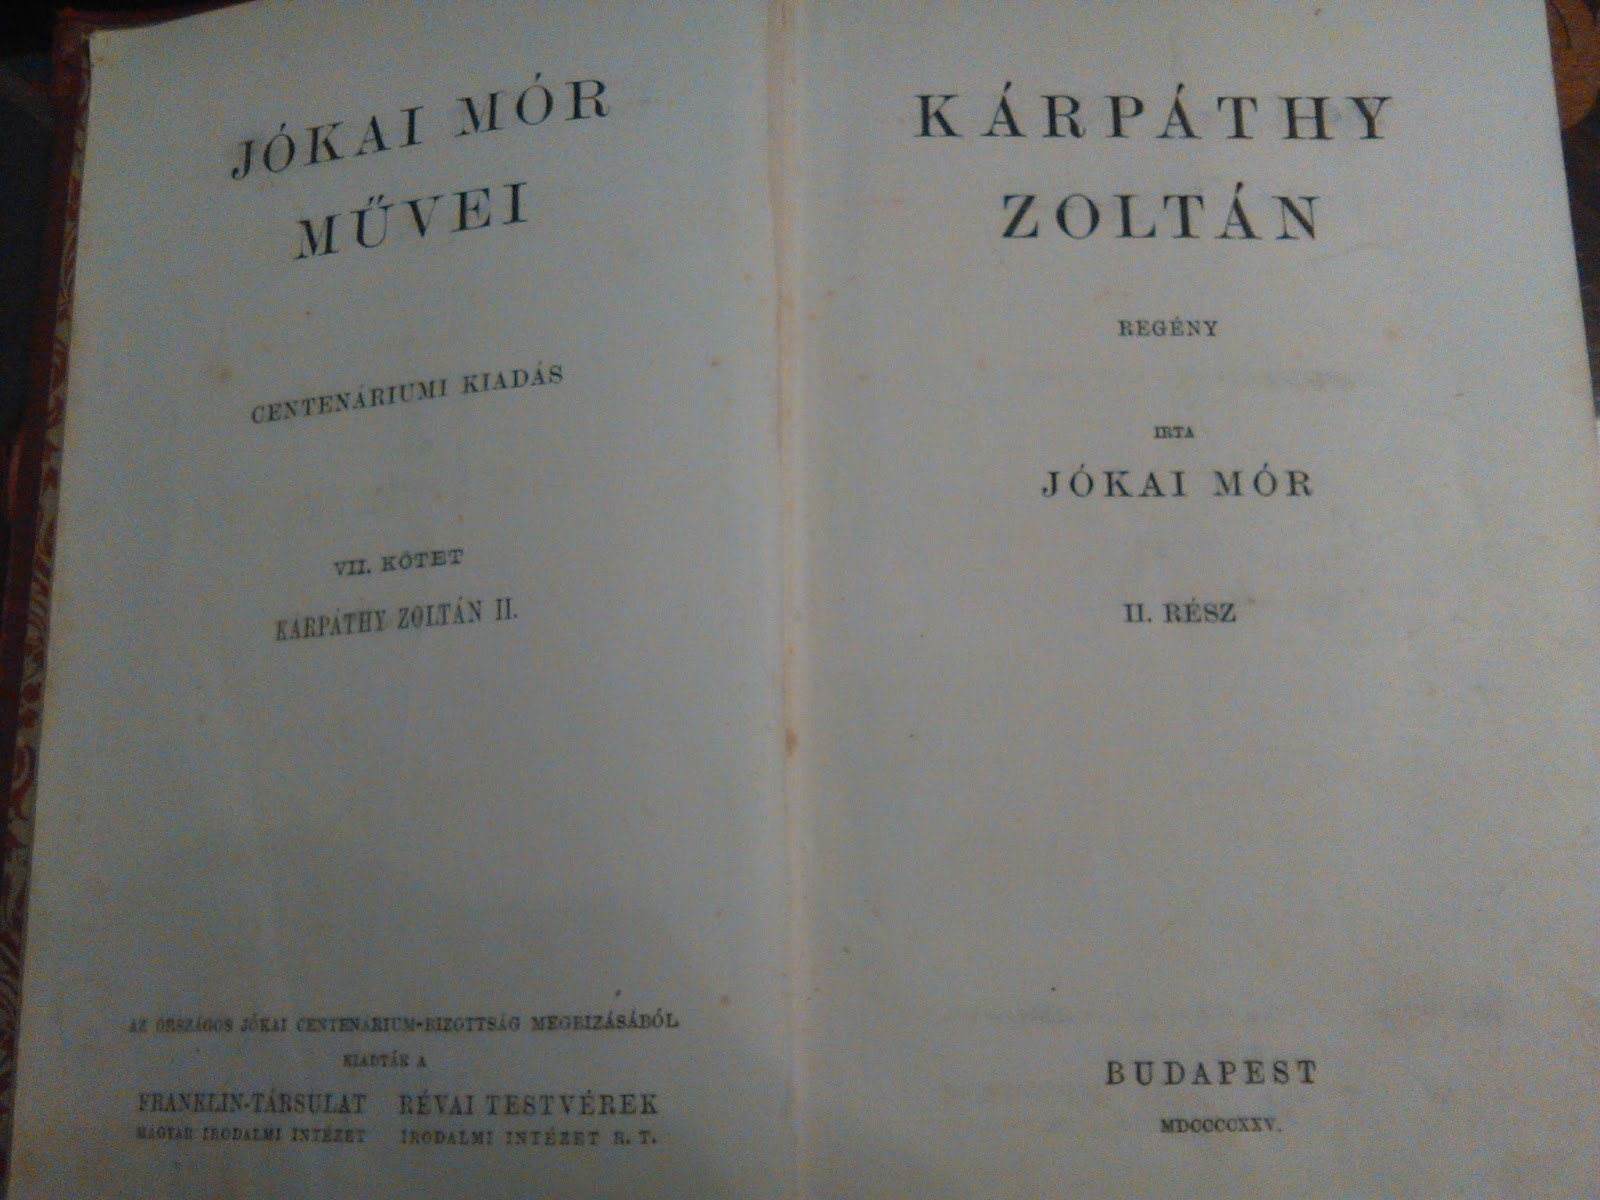 JÓKAI MÓR
MŰVEI
CENTENÁRIUMI KIADÁS
VII. KÖTET
KÁRPÁTHY ZOLTÁN II.
AZ ORSZÁGOS JÓKAI CENTENÁRIUM-BIZOTTSÁG MEGBIZÁSÁBÓL
KIADTÁK A
FRANKLIN-TÁRSULAT RÉVAI TESTVÉREK
MAGYAR IRODALMI INTÉZET IRODALMI INTÉZET R. T.
KÁRPÁTHY
ZOLTÁN
REGÉNY
IRTA
JÓKAI MÓR
II. RÉSZ
BUDAPEST
MDCCCCXXV.